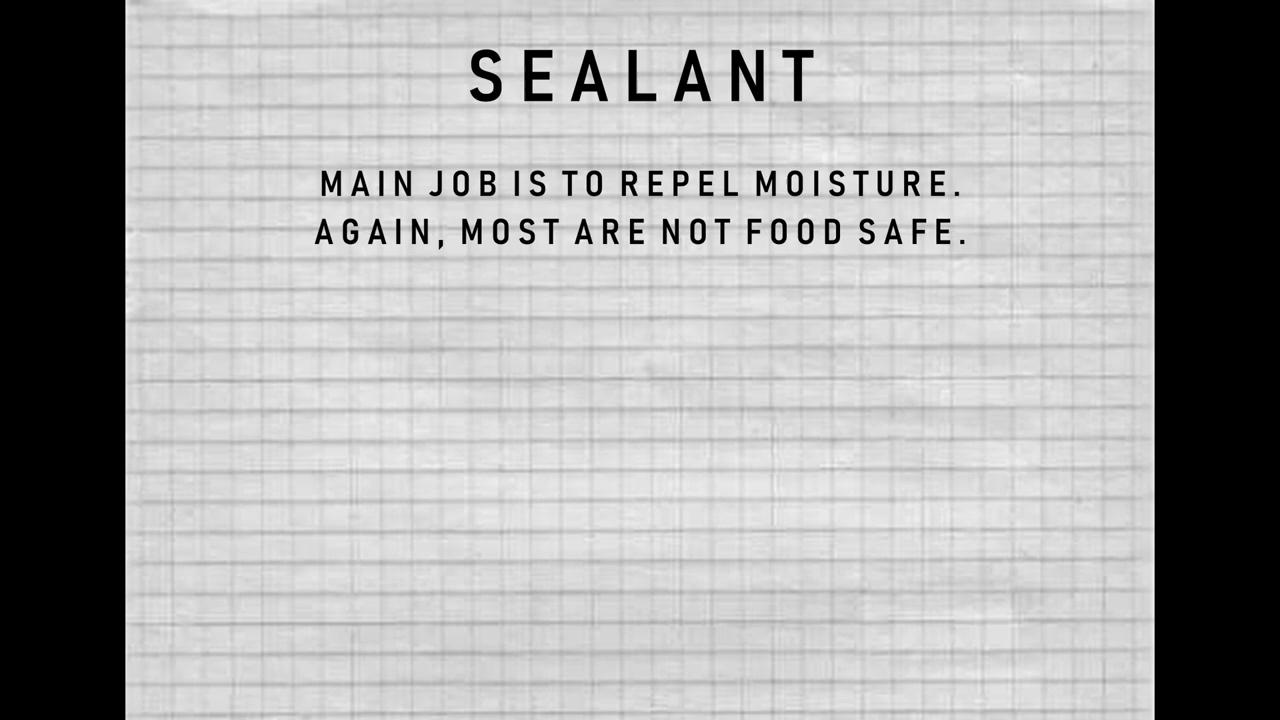 SEALANT
MAIN JOB IS TO REPEL MOISTURE.
AGAIN, MOST ARE NOT FOOD SAFE.